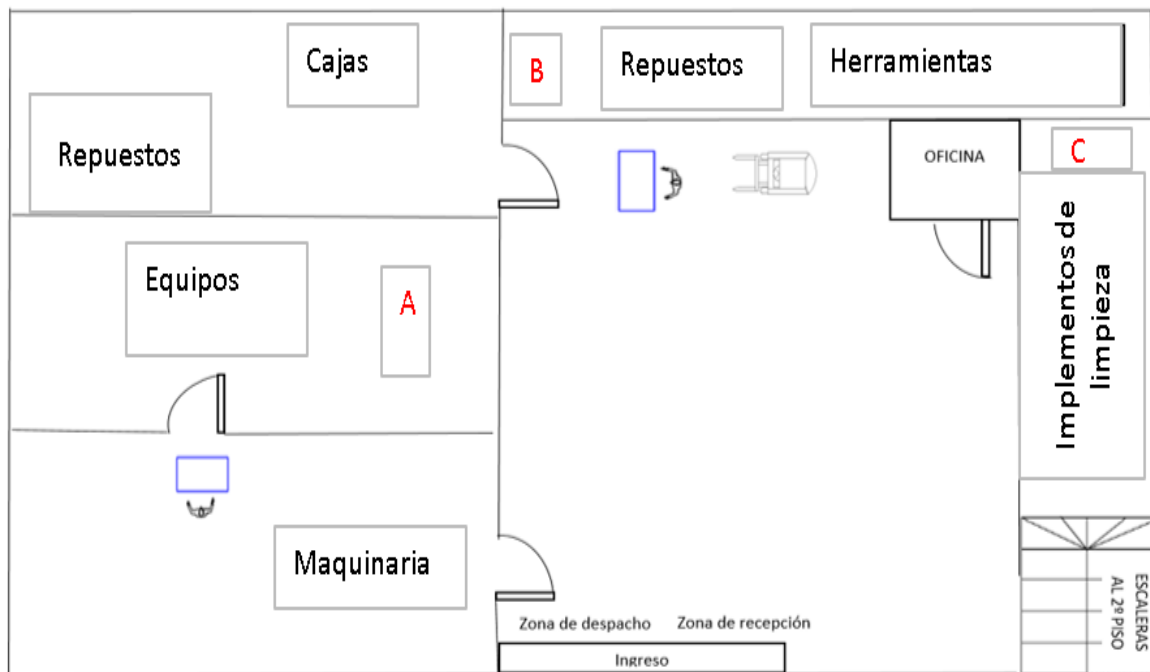 Cajas
B
Repuestos
Herramientas
Repuestos
OFICINA
C
Equipos
A
Implementos de
limpieza
Maquinaria
Zona de despacho
Zona de recepción
Ingreso
ESCALERAS
AL 2º PISO